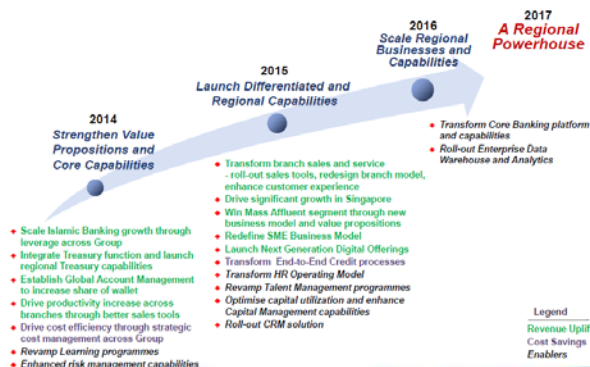 2017
A Regional
Powerhouse
2016
Scale Regional
Businesses and
Capabilities
2015
Launch Differentiated and
Regional Capabilities
2014
Strengthen Value
Propositions and
Core Capabilities
Scale Islamic Banking growth through
leverage across Group
Integrate Treasury function and launch
regional Treasury capabilities
Establish Global Account Management
to increase share of wallet
Drive productivity increase across
branches through better sales tools
Drive cost efficiency through strategic
cost management across Group
Revamp Learning programmes
Enhanced risk management capabilities
Transform branch sales and service
- roll-out sales tools, redesign branch model,
enhance customer experience
Drive significant growth in Singapore
Win Mass Affluent segment through new
business model and value propositions
Redefine SME Business Model
Launch Next Generation Digital Offerings
Transform End-to-End Credit processes
Transform HR Operating Model
Revamp Talent Management programmes
Optimise capital utilization and enhance
Capital Management capabilities
Roll-out CRM solution
Transform Core Banking platform
and capabilities
Roll-out Enterprise Data
Warehouse and Analytics
Legend
Revenue Uplif
Cost Savings
Enablers